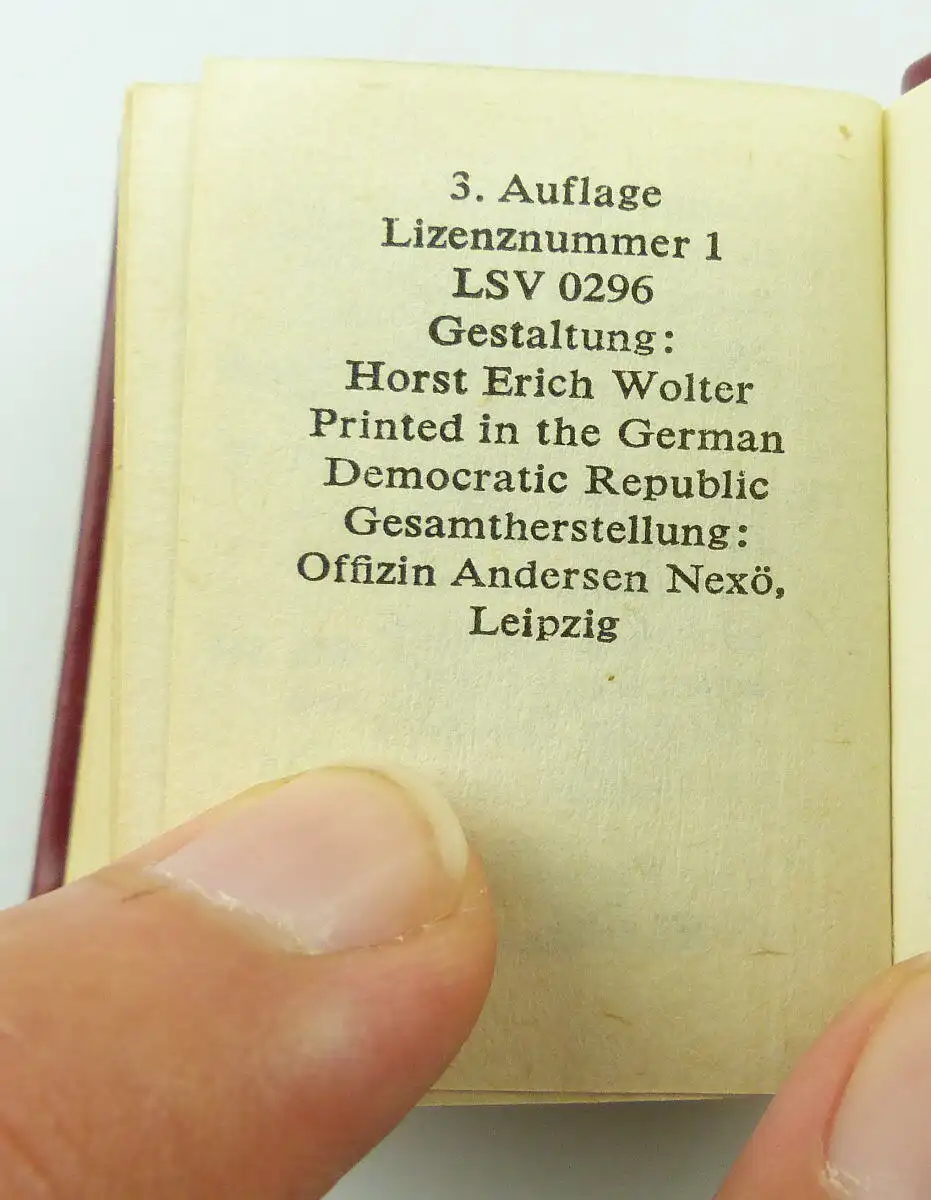 3. Auflage
Lizenznummer 1
LSV 0296
Gestaltung:
Horst Erich Wolter
Printed in the German
Democratic Republic
Gesamtherstellung:
Offizin Andersen Nexö,
Leipzig